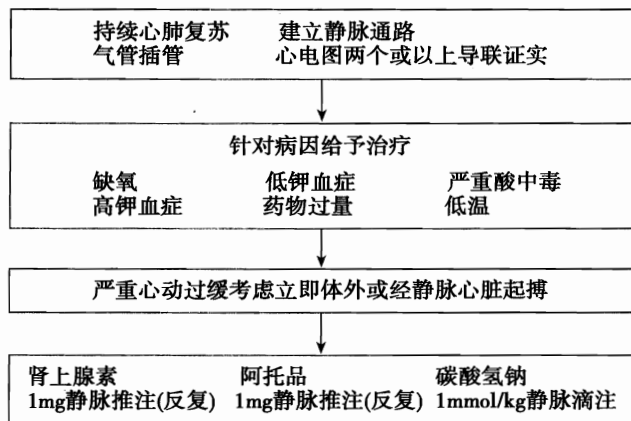 持续心肺复苏 建立静脉通路
气管插管 心电图两个或以上导联证实
针对病因给予治疗
缺氧 低钾血症 严重酸中毒
高钾血症 药物过量 低温
严重心动过缓考虑立即体外或经静脉心脏起搏
肾上腺素 阿托品 碳酸氢钠
1mg静脉推注(反复) 1mg静脉推注(反复) 1mmol/kg静脉滴注